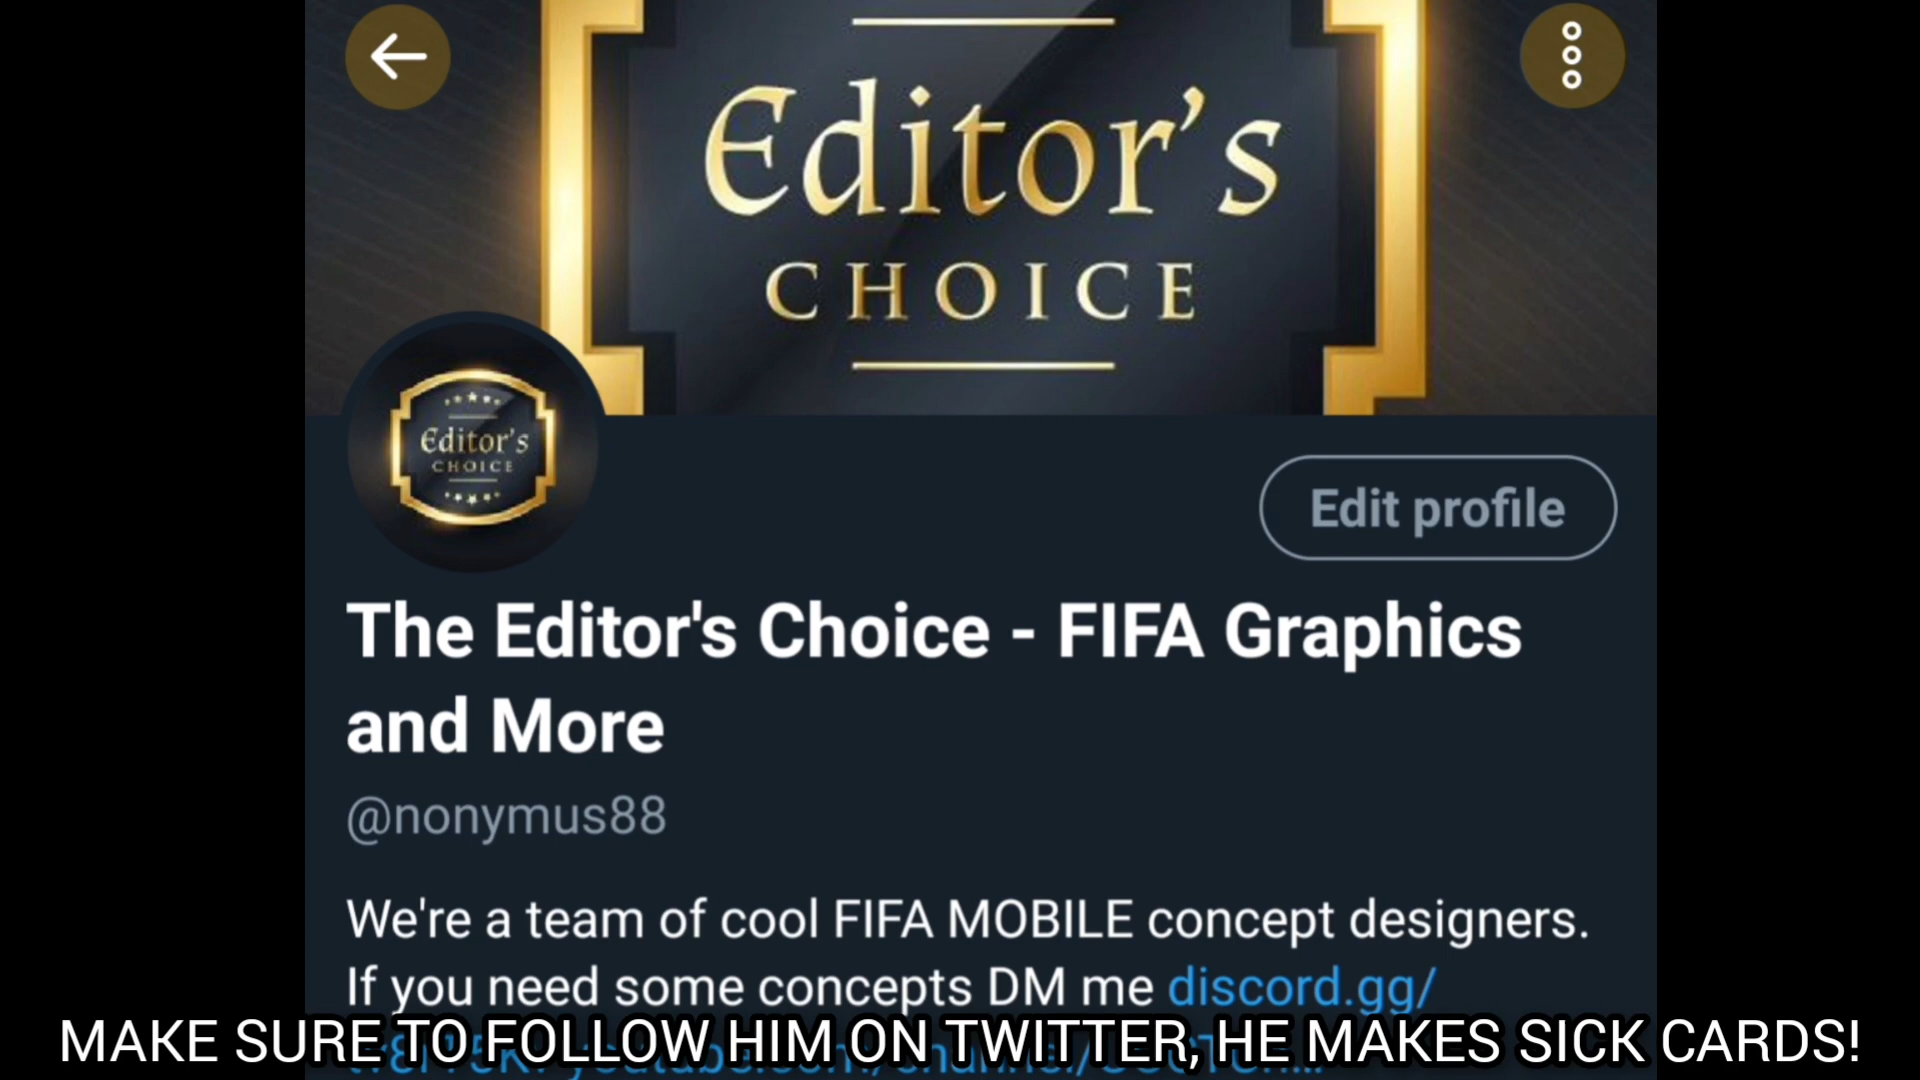 Editor's
CHOICE
Editor's
CHOICE
Edit profile
The Editor's Choice - FIFA Graphics
and More
@nonymus88
We're a team of cool FIFA MOBILE concept designers.
If you need some concepts DM me discord.gg/
MAKE SURE TO FOLLOW HIM ON TWITTER, HE MAKES SICK CARDS!